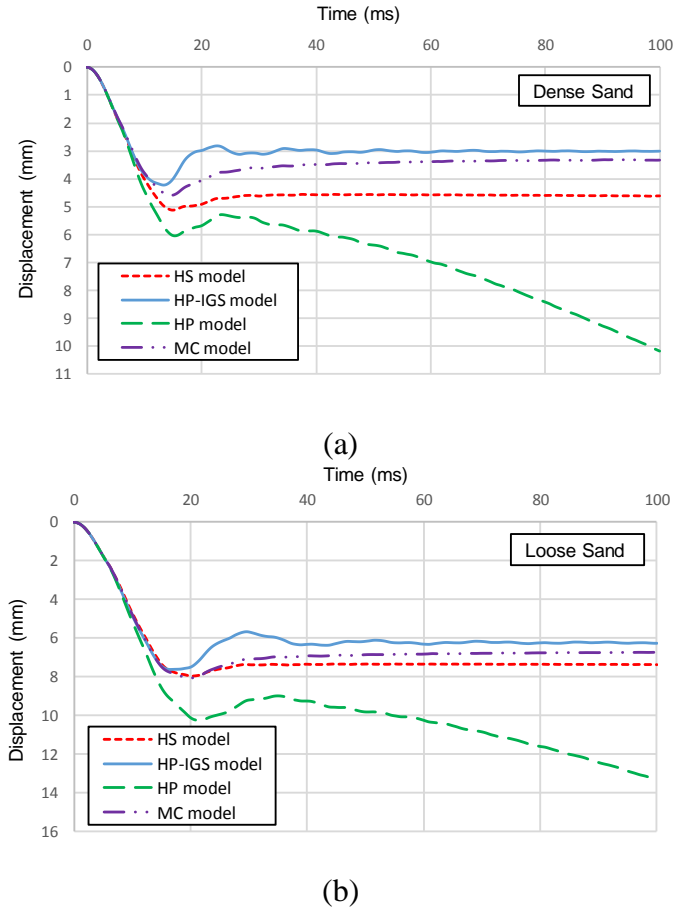 Time (ms)
0 20 40 60 80 100
0
1
2
3
4
5
6
7
8
9
10
11
Displacement (mm)
Dense Sand
HS model
HP-IGS model
HP model
MC model
(a)
Time (ms)
0 20 40 60 80 100
0
2
4
6
8
10
12
14
16
Displacement (mm)
Loose Sand
HS model
HP-IGS model
HP model
MC model
(b)